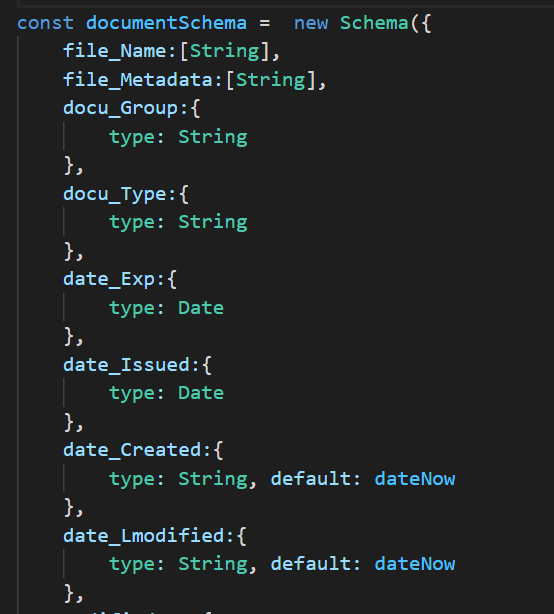 const documentSchema =  new Schema({
file_Name:[String],
file_Metadata:[String],
docu_Group:{
type: String
},
docu_Type:{
type: String
},
date_Exp:{
type: Date
},
date_Issued:{
type: Date
},
date_Created:{
type: String, default: dateNow
},
date_Lmodified:{
type: String, default: dateNow
},